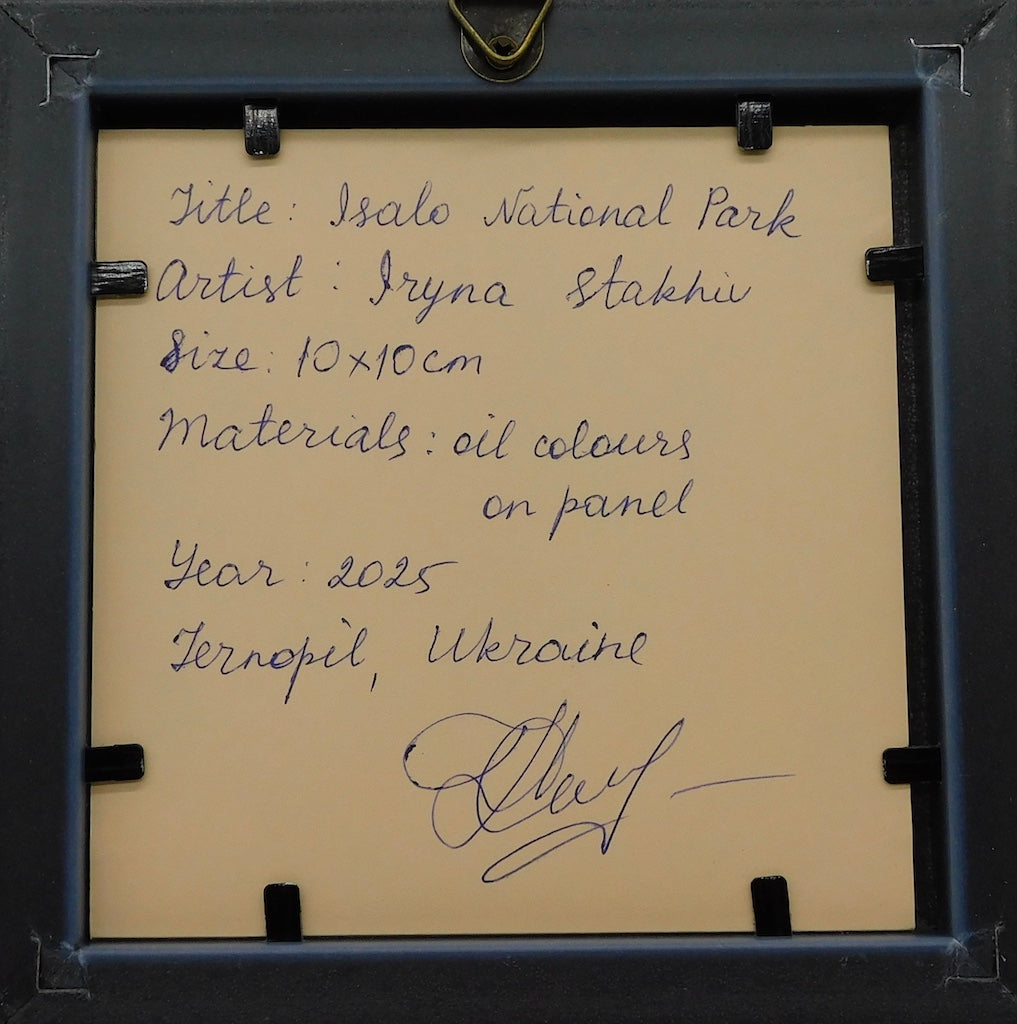 Title: Isalo National Park
Artist: Iryna Stakhiv
Size: 10x10cm
Materials: oil colours
on panel
Year: 2025
Ternopil, Ukraine